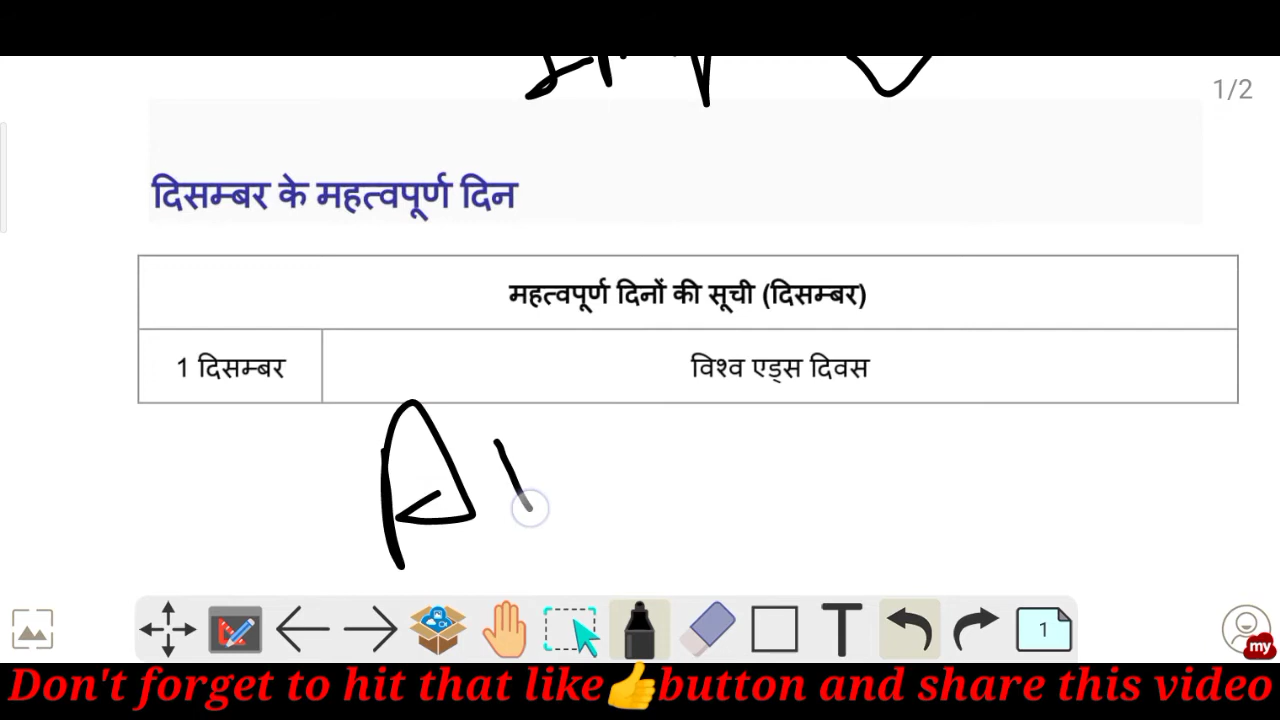 1/2
दिसम्बर के महत्वपूर्ण दिन
महत्वपूर्ण दिनों की सूची (दिसम्बर)
1 दिसम्बर विश्व एड्स दिवस
A
T 1
my
Don't forget to hit that like👍button and share this video